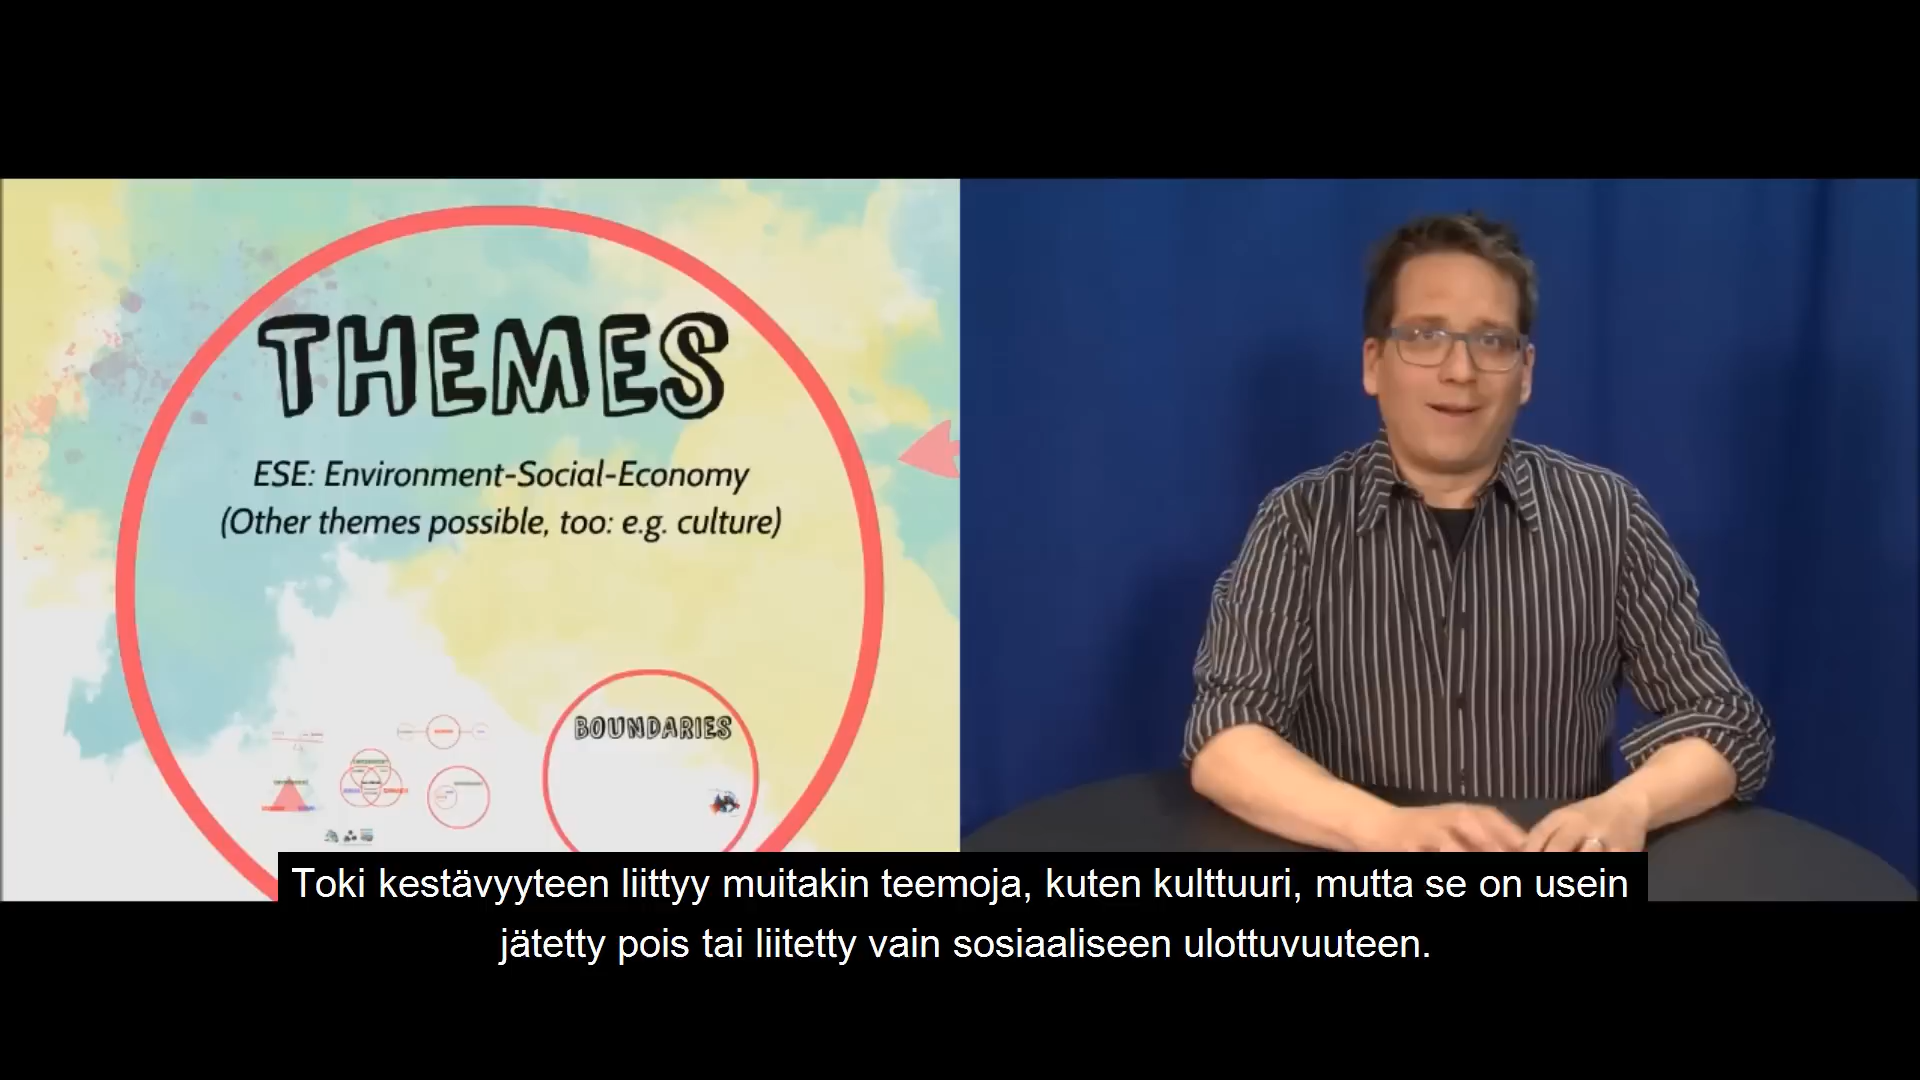 THEMES
ESE: Environment-Social-Economy
(Other themes possible, too: e.g. culture)
BOUNDARIES
Toki kestävyyteen liittyy muitakin teemoja, kuten kulttuuri, mutta se on usein
jätetty pois tai liitetty vain sosiaaliseen ulottuvuuteen.